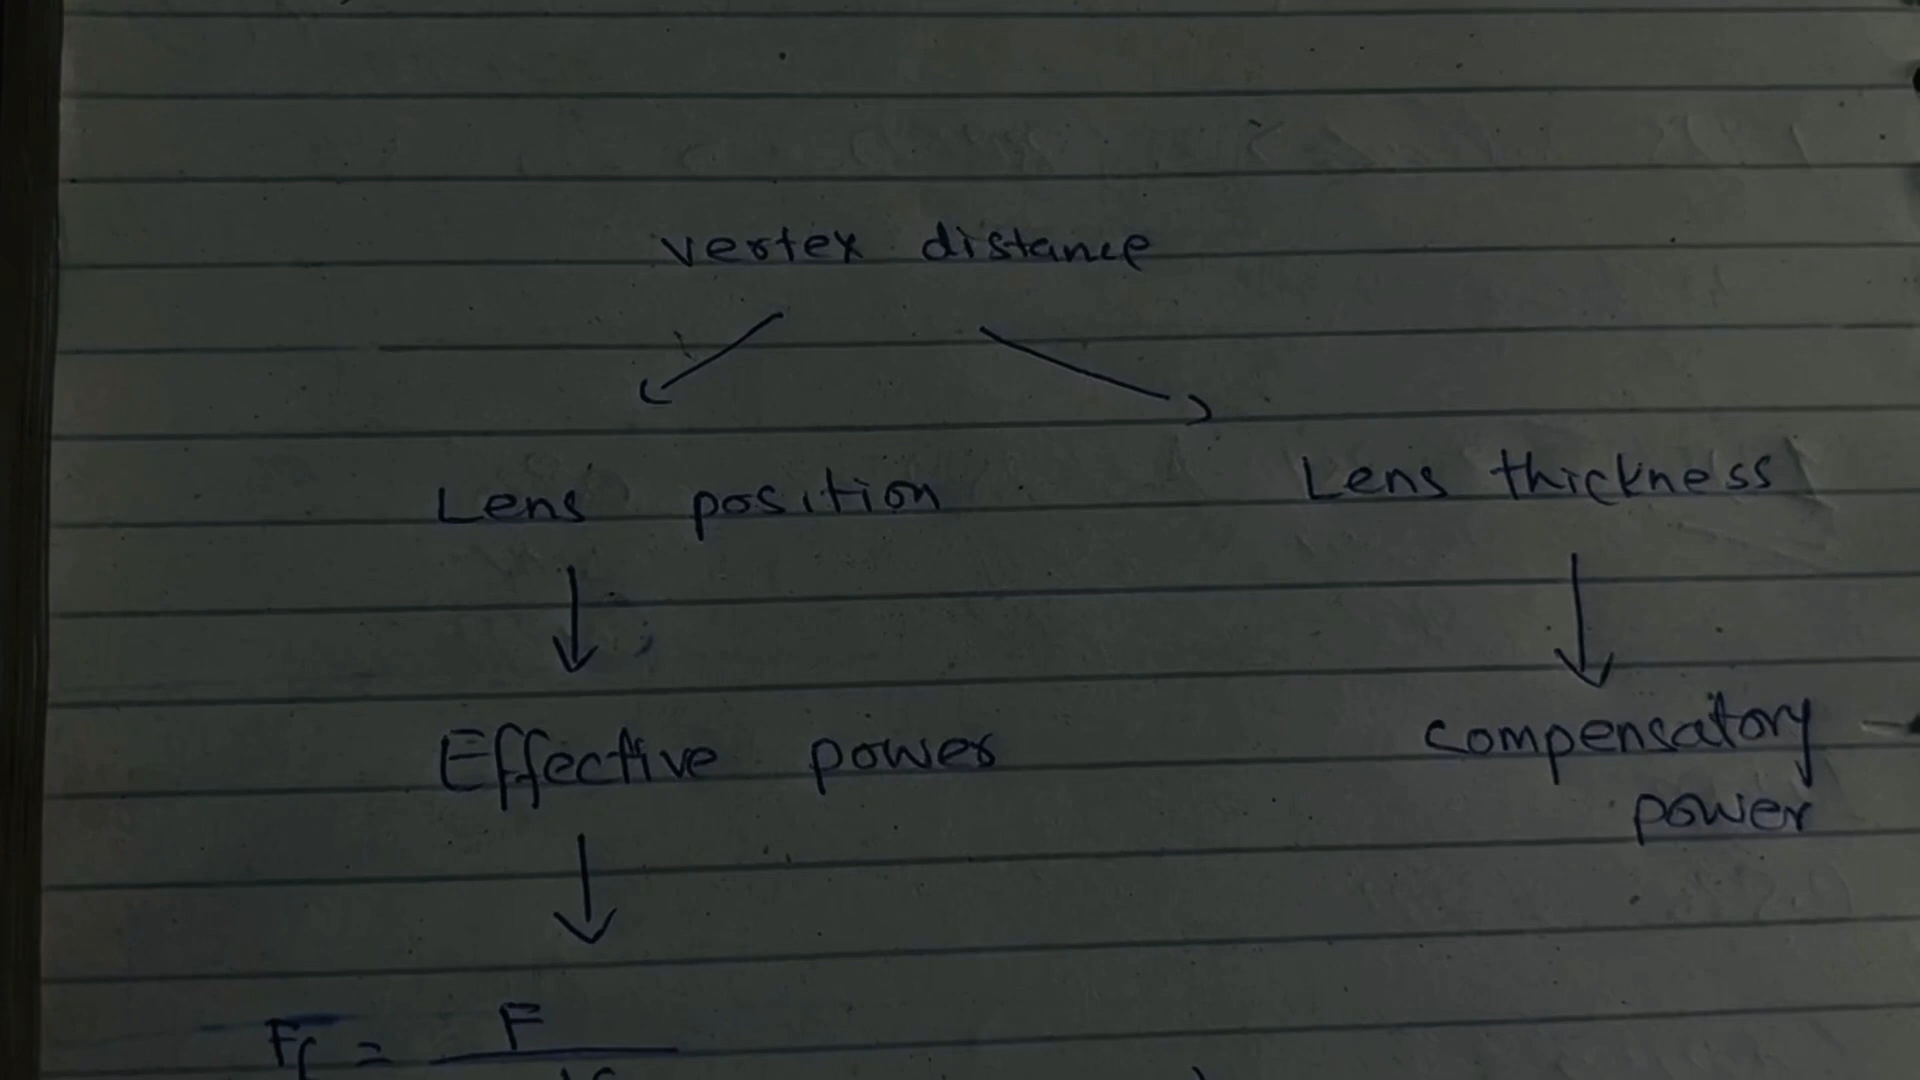 vertex distance
Lens position
Lens thickness
Effective power
compensatory
power
F